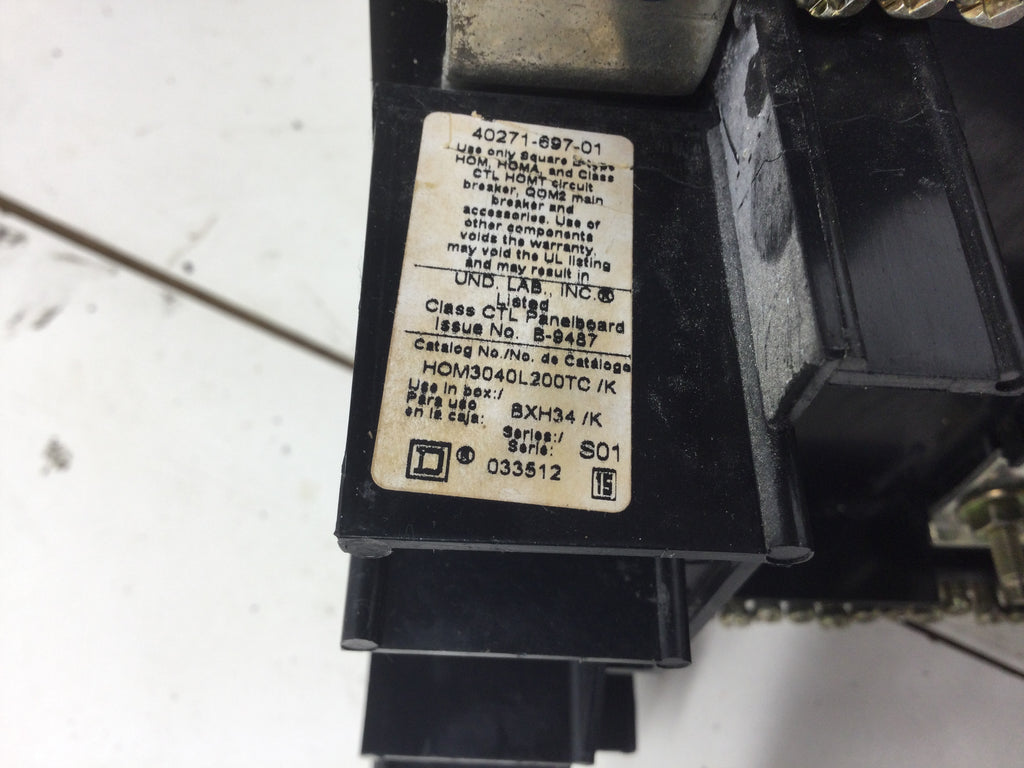 40271-697-01
Use only Square D type
HOM, HOMA, and Class
CTL HOMT circuit
breaker, QOM2 main
breaker and
accessories. Use of
other components
voids the warranty,
may void the UL listing
and may result in
UND. LAB., INC.®
Listed
Class CTL Panelboard
Issue No. B-9487
Catalog No./No. de Catálogo
HOM3040L200TC /K
Use in box:/
Para uso
en la caja: BXH34 /K
Series:/
Serie: S01
D 033512 15